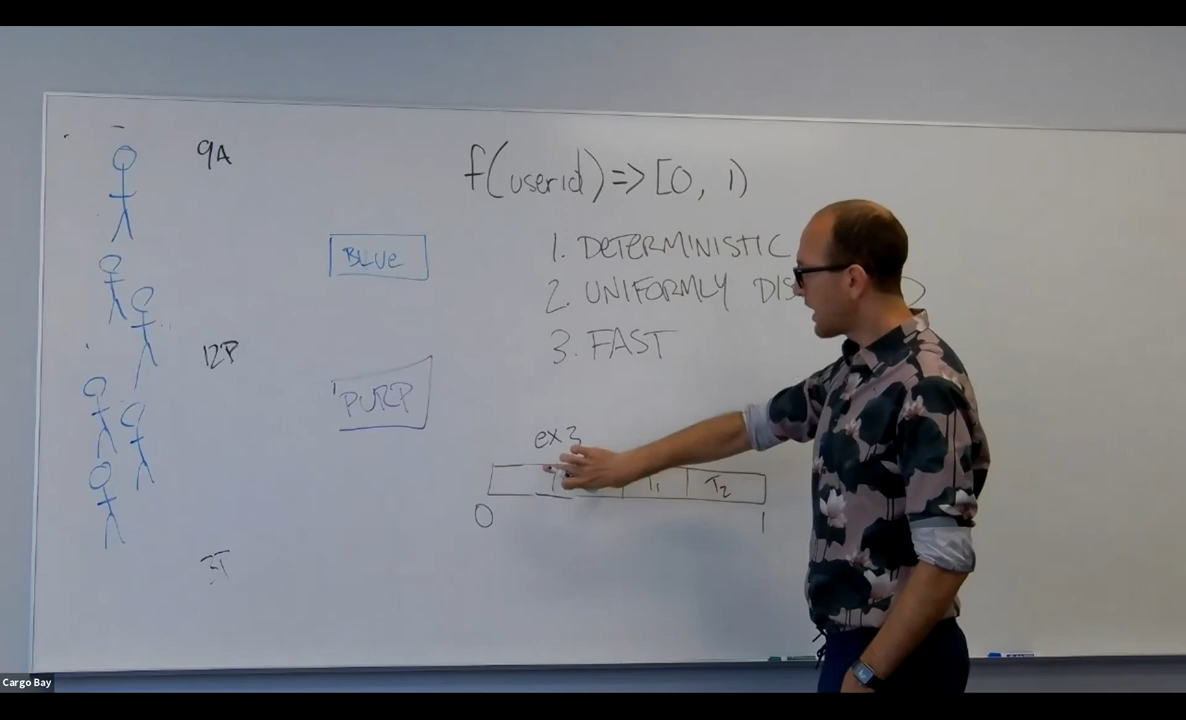 9A
f(userid) => [0, 1)
BLUE
1. DETERMINISTIC
2. UNIFORMLY DIS
12P
3. FAST
PURP
ex 3
T₁ T₂
0 1
Cargo Bay